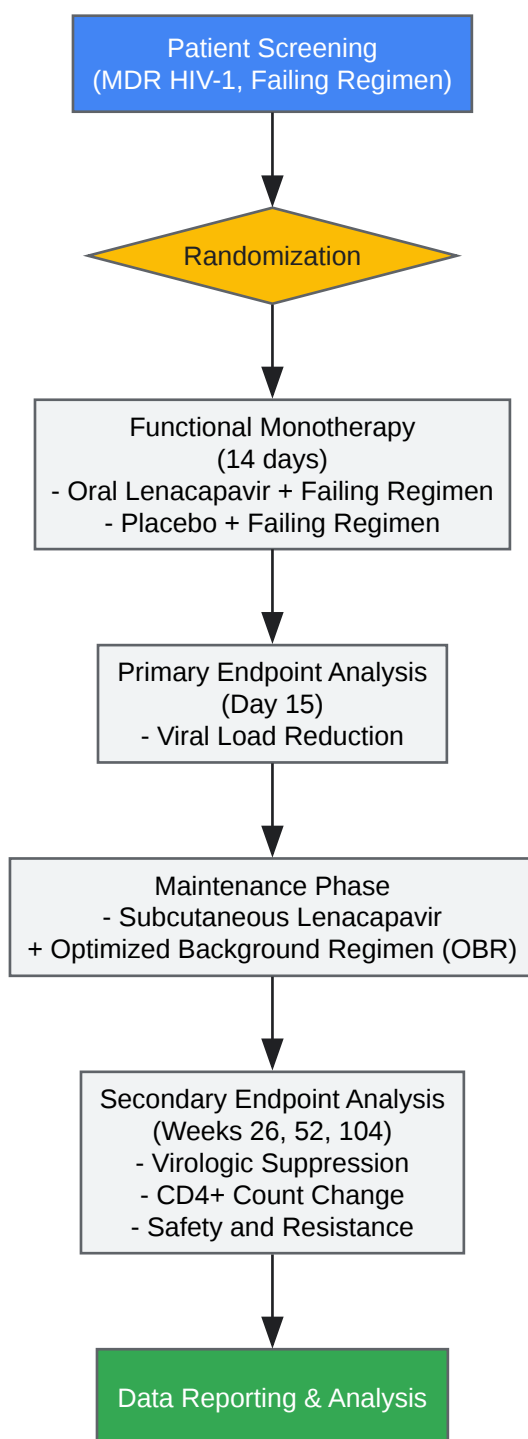 Patient Screening
(MDR HIV-1, Failing Regimen)
Randomization
Functional Monotherapy
(14 days)
- Oral Lenacapavir + Failing Regimen
- Placebo + Failing Regimen
Primary Endpoint Analysis
(Day 15)
- Viral Load Reduction
Maintenance Phase
- Subcutaneous Lenacapavir
+ Optimized Background Regimen (OBR)
Secondary Endpoint Analysis
(Weeks 26, 52, 104)
- Virologic Suppression
- CD4+ Count Change
- Safety and Resistance
Data Reporting & Analysis